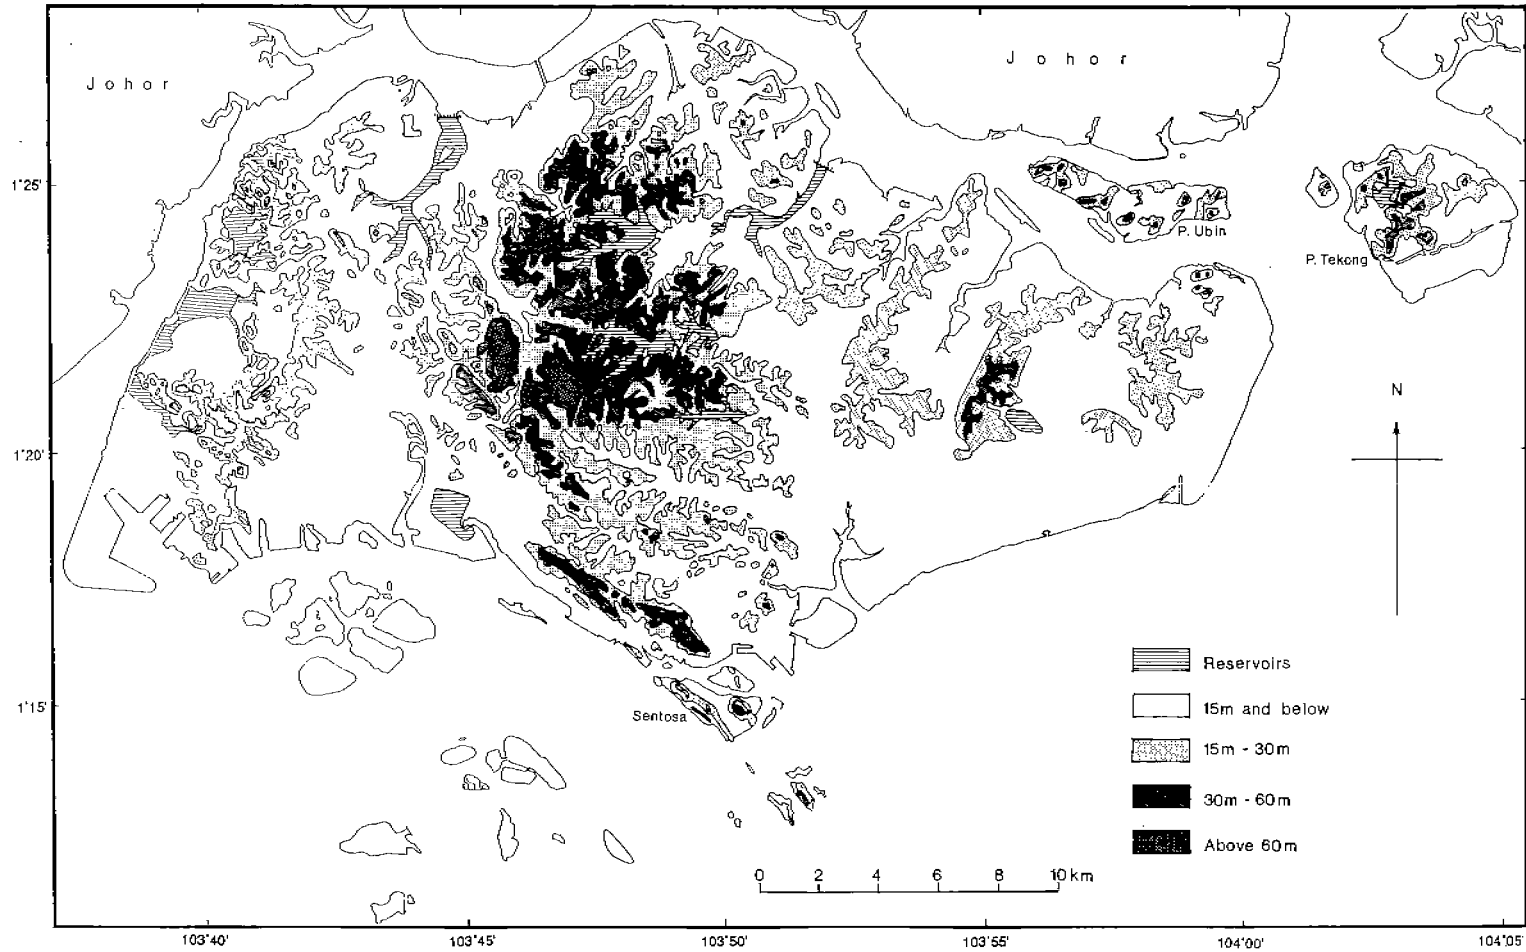 Johor
Johor
1°25'
P. Ubin
P. Tekong
N
1°20'
Reservoirs
1°15'
Sentosa
15m and below
15m - 30m
30m - 60m
Above 60m
0 2 4 6 8 10 km
103°40' 103°45' 103°50' 103°55' 104°00' 104°05'